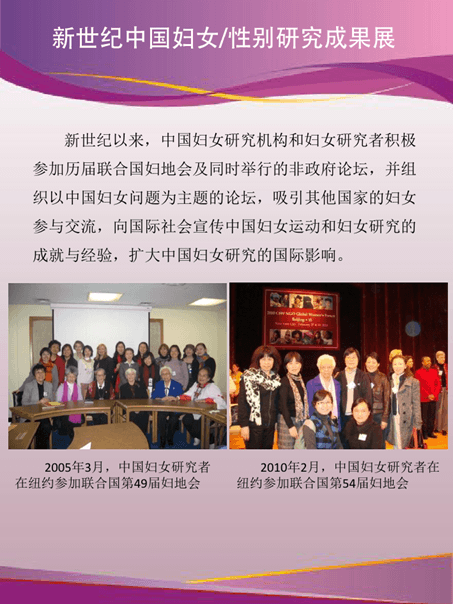 新世纪中国妇女/性别研究成果展
新世纪以来，中国妇女研究机构和妇女研究者积极
参加历届联合国妇地会及同时举行的非政府论坛，并组
织以中国妇女问题为主题的论坛，吸引其他国家的妇女
参与交流，向国际社会宣传中国妇女运动和妇女研究的
成就与经验，扩大中国妇女研究的国际影响。
Global Women's Forum
Beijing + 15
2005年3月，中国妇女研究者
在纽约参加联合国第49届妇地会
2010年2月，中国妇女研究者在
纽约参加联合国第54届妇地会